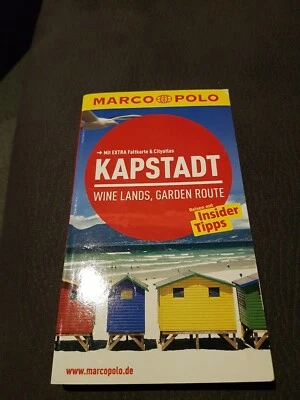 MARCO POLO
→ Mit EXTRA Faltkarte & Cityatlas
KAPSTADT
WINE LANDS, GARDEN ROUTE
Reisen mit
Insider
Tipps
www.marcopolo.de